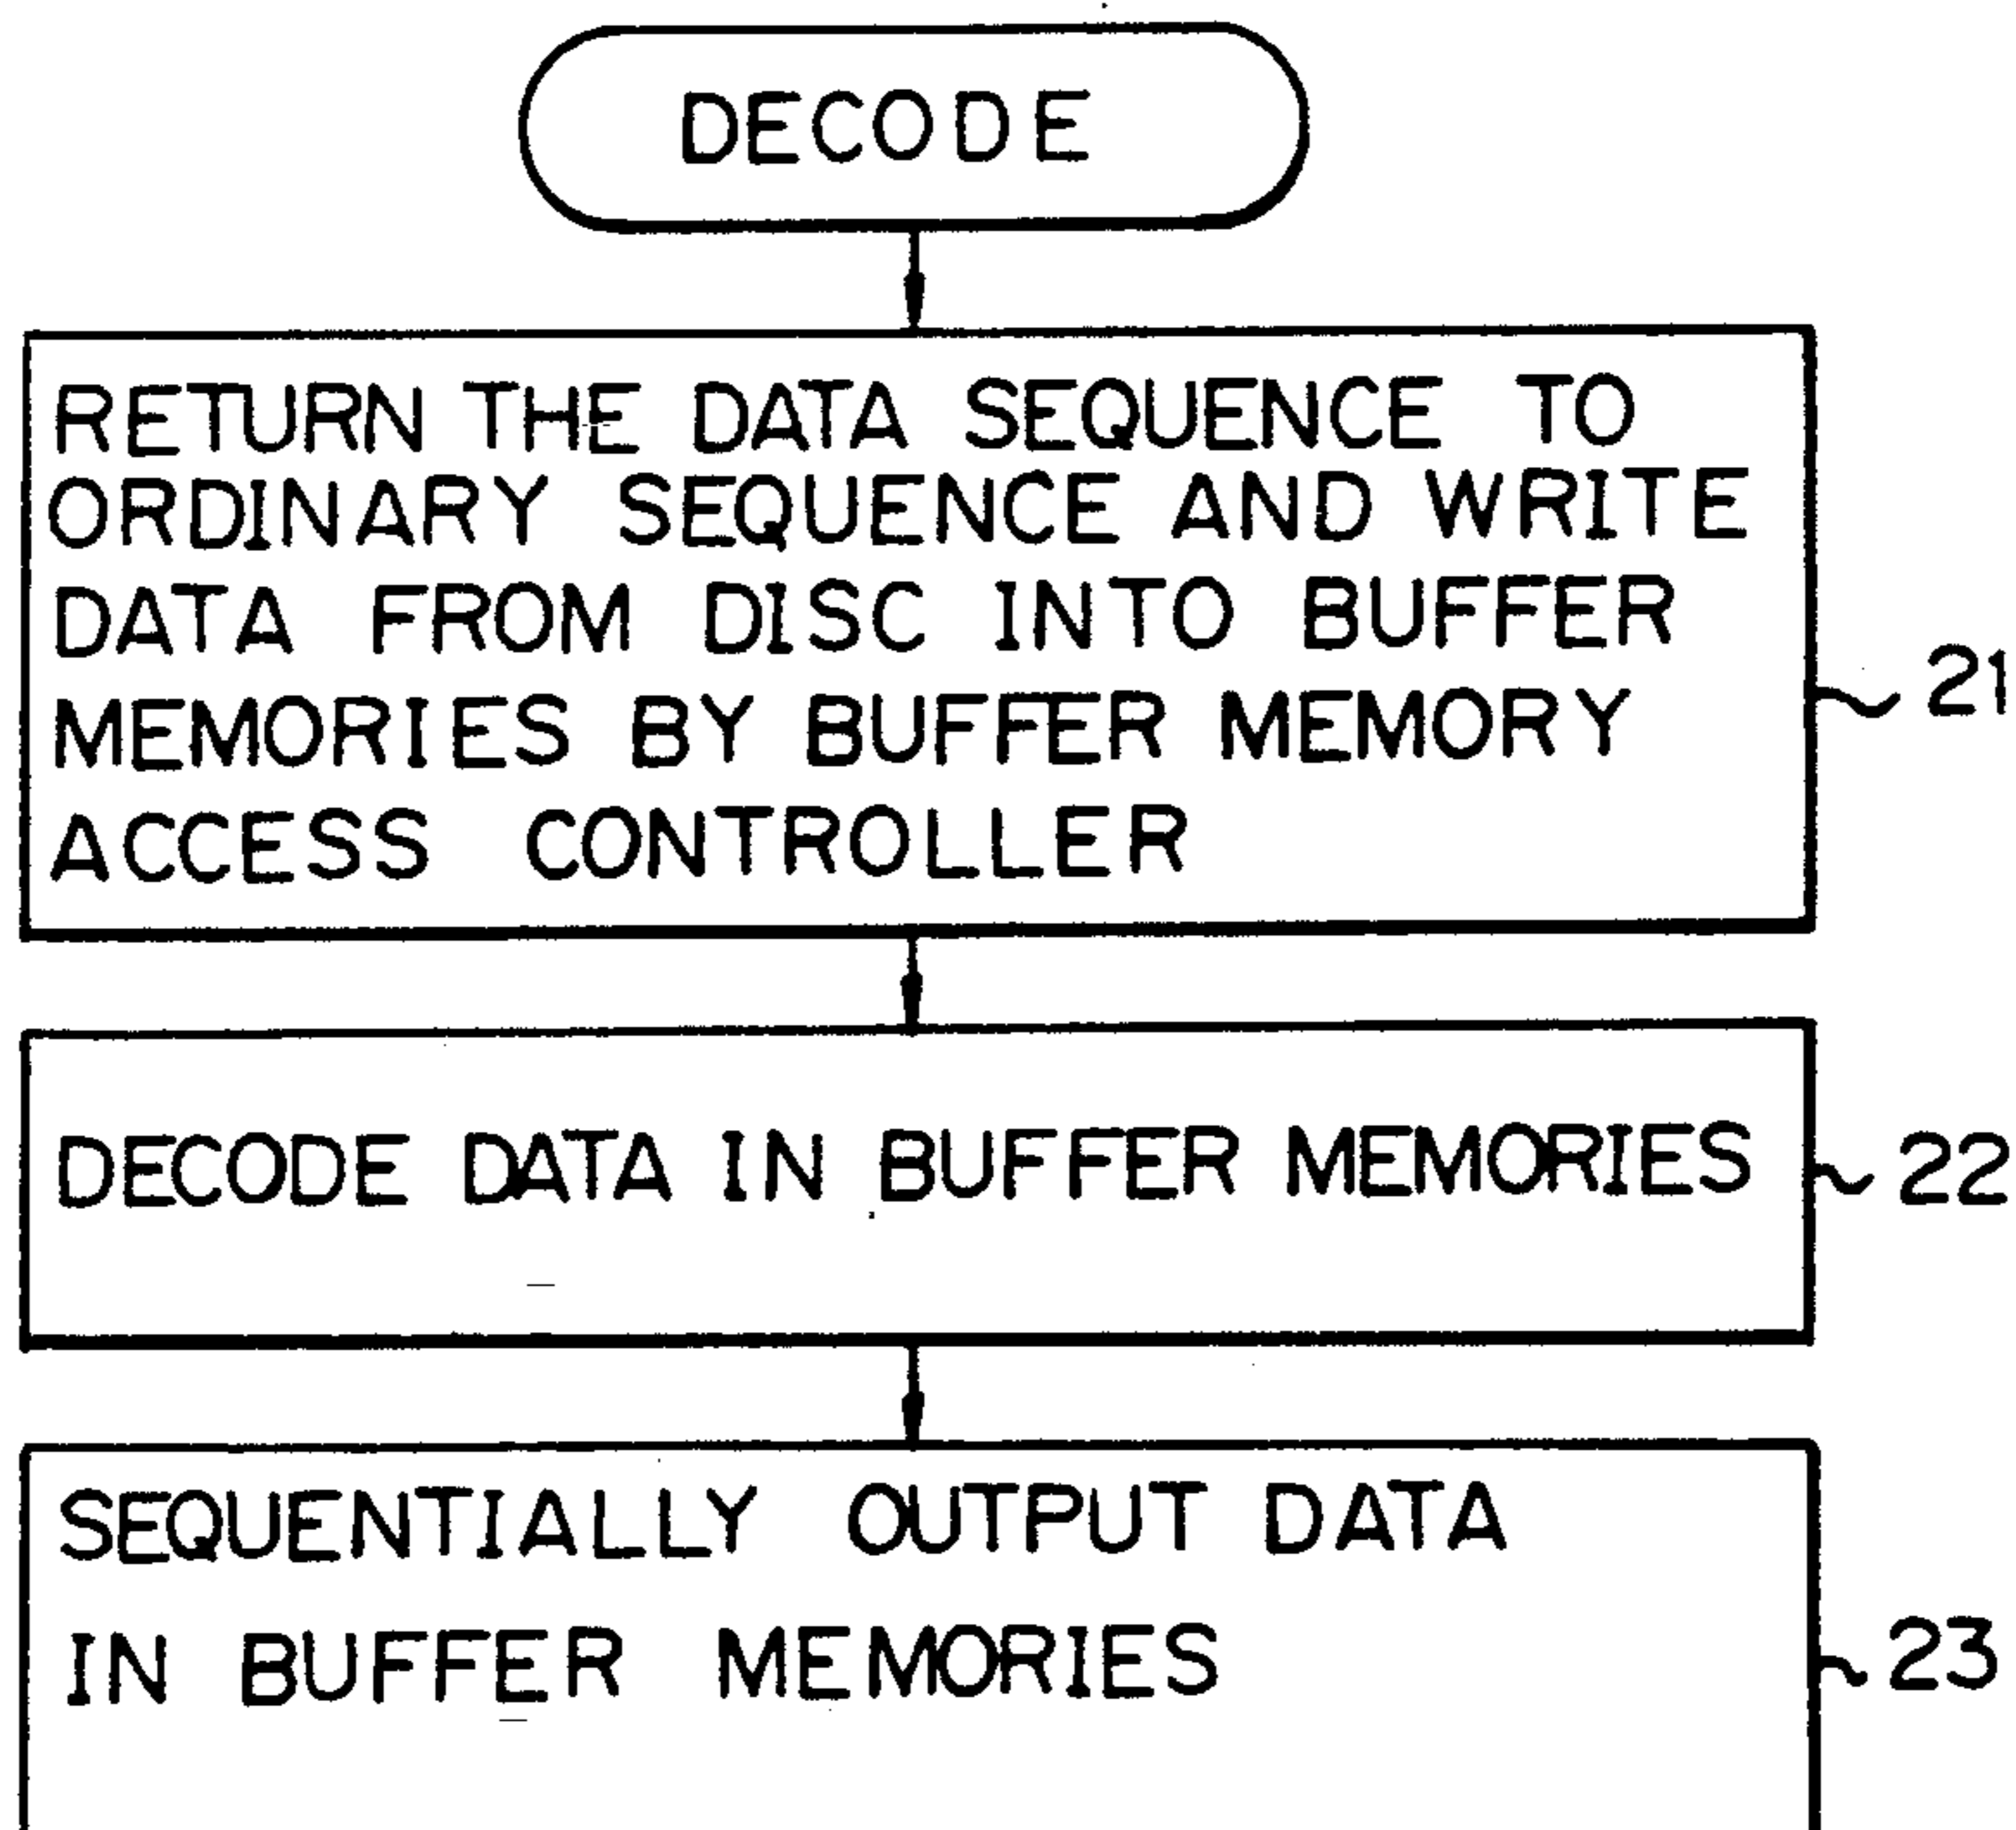 DECODE
RETURN THE DATA SEQUENCE TO
ORDINARY SEQUENCE AND WRITE
DATA FROM DISC INTO BUFFER
MEMORIES BY BUFFER MEMORY
ACCESS CONTROLLER
21
DECODE DATA IN BUFFER MEMORIES
22
SEQUENTIALLY OUTPUT DATA
IN BUFFER MEMORIES
23